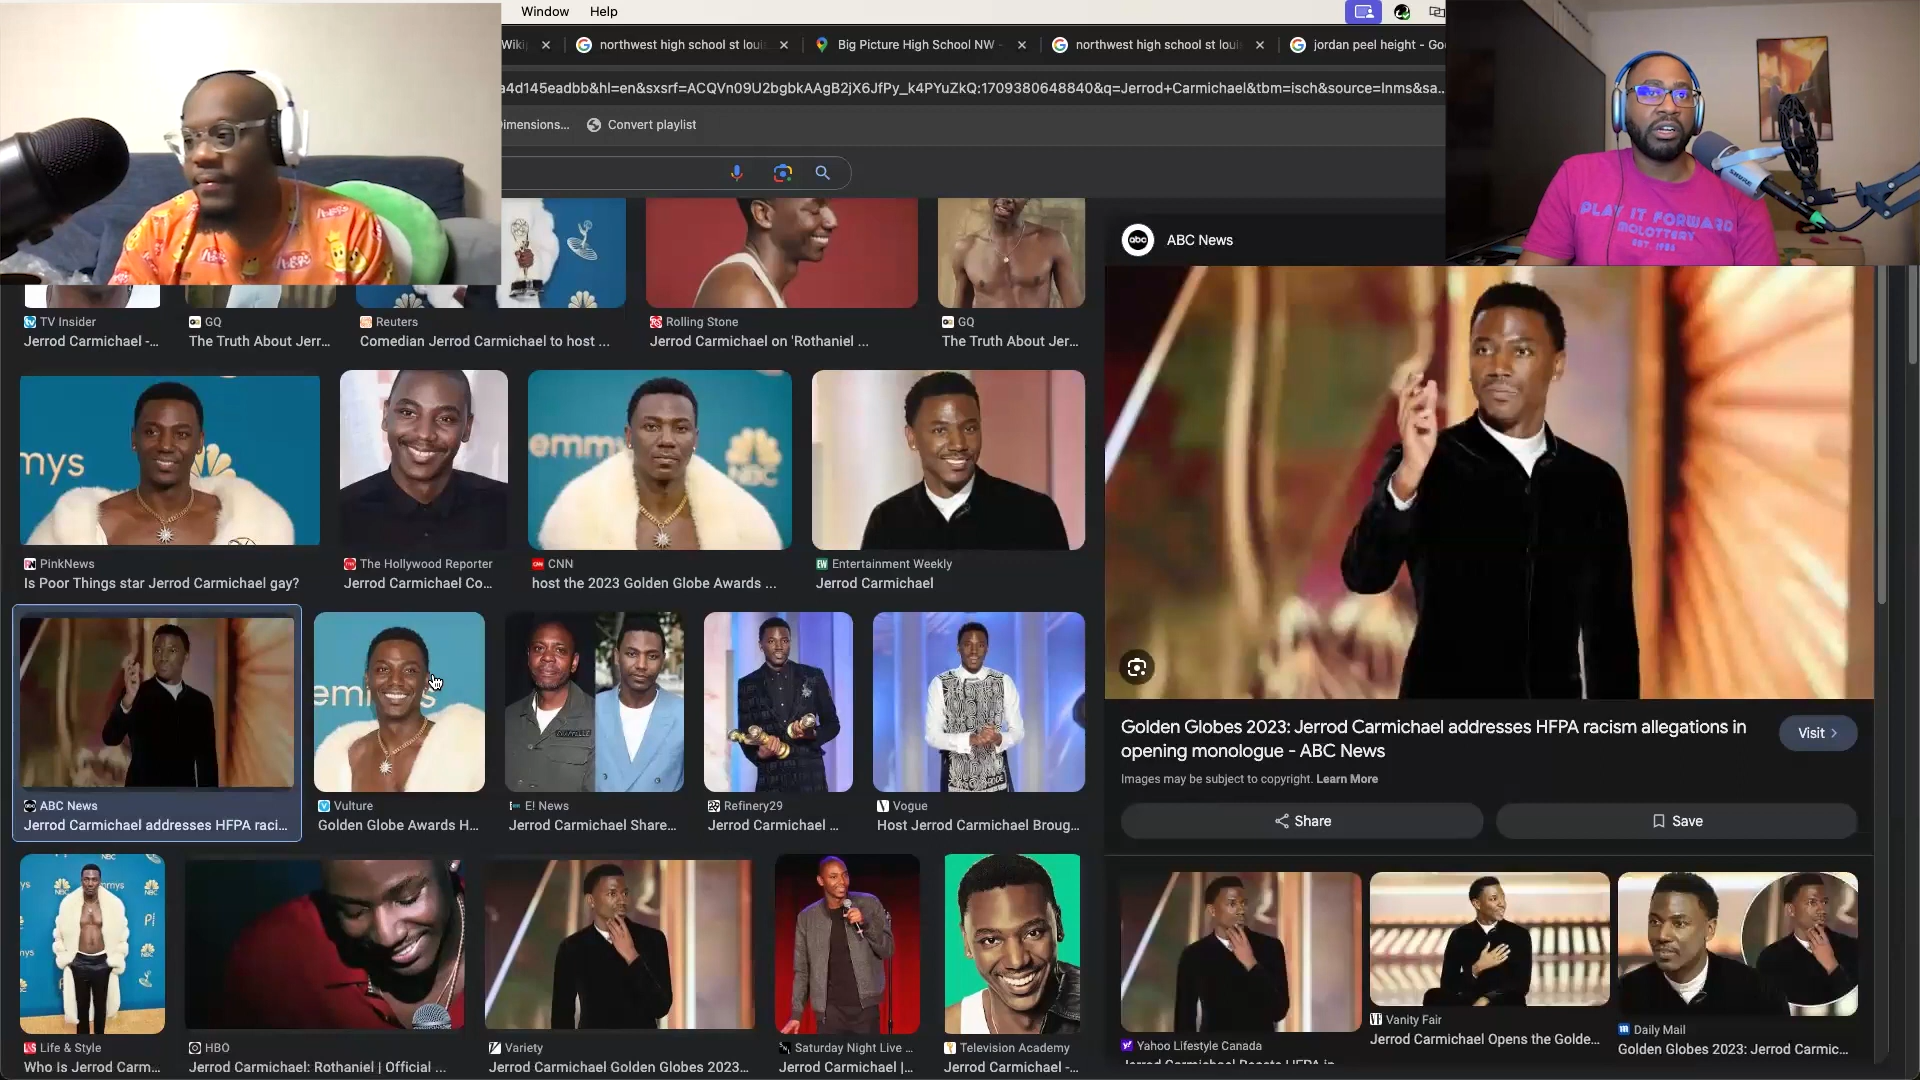 Window Help
Wiki
northwest high school st loui
Big Picture High School NW -
northwest high school st loui
jordan peel height - Go
a4d145eadbb&hl=en&sxsrf=ACQVn09U2bgbkAAgB2jX6JfPy_k4PYuZkQ:1709380648840&q=Jerrod+Carmichael&tbm=isch&source=lnms&sa...
Dimensions...
Convert playlist
SHURE
PLAY IT FORWARD
MOLOTTERY
EST. 1986
abc
ABC News
TV Insider
Jerrod Carmichael -...
GQ
The Truth About Jerr...
Reuters
Comedian Jerrod Carmichael to host ...
Rolling Stone
Jerrod Carmichael on 'Rothaniel ...
GQ
The Truth About Jer...
mys
emmy
NBC
PinkNews
Is Poor Things star Jerrod Carmichael gay?
The Hollywood Reporter
Jerrod Carmichael Co...
CNN
host the 2023 Golden Globe Awards ...
Entertainment Weekly
Jerrod Carmichael
ABC News
Jerrod Carmichael addresses HFPA raci...
Vulture
Golden Globe Awards H...
E! News
Jerrod Carmichael Share...
Refinery29
Jerrod Carmichael ...
Vogue
Host Jerrod Carmichael Broug...
Golden Globes 2023: Jerrod Carmichael addresses HFPA racism allegations in
opening monologue - ABC News
Visit
Images may be subject to copyright. Learn More
Share
Save
Life & Style
Who Is Jerrod Carm...
HBO
Jerrod Carmichael: Rothaniel | Official ...
Variety
Jerrod Carmichael Golden Globes 2023...
Saturday Night Live ...
Jerrod Carmichael |...
Television Academy
Jerrod Carmichael -...
Yahoo Lifestyle Canada
Vanity Fair
Jerrod Carmichael Opens the Golde...
Daily Mail
Golden Globes 2023: Jerrod Carmic...